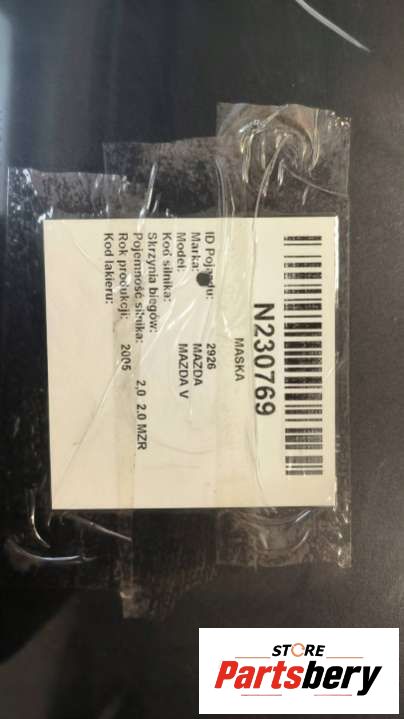 N230769
MASKA
ID Pojazdu: 2926
Marka: MAZDA
Model: MAZDA V
Kod silnika:
Skrzynia biegów:
Pojemność silnika: 2,0 2.0 MZR
Rok produkcji: 2005
Kod lakieru:
STORE
Partsbery